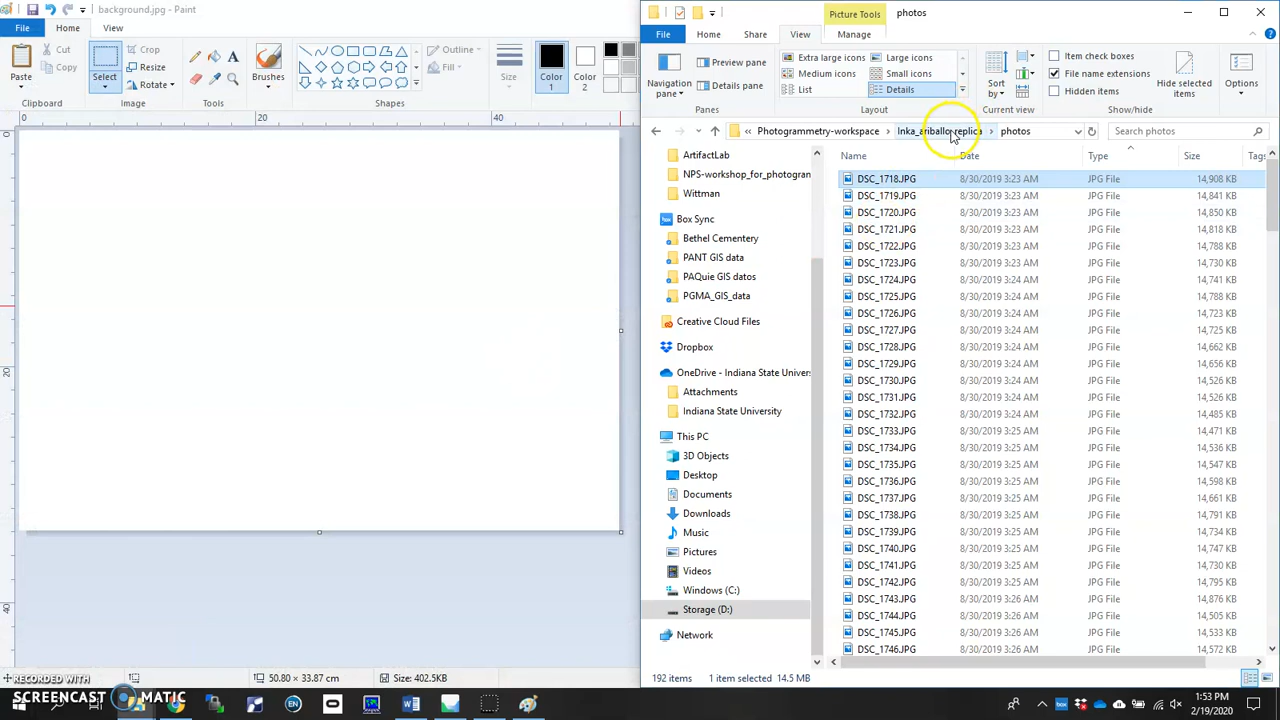 background.jpg - Paint
File Home View
Paste
Cut
Copy
Clipboard
Select
Crop
Resize
Rotate
Image
Tools
Brushes
Shapes
Outline
Fill
Size
Color 1
Color 2
0 20 40
0
20
40
RECORDED WITH
SCREENCAST MATIC
50.80 × 33.87 cm
Size: 402.5KB
Picture Tools photos
File Home Share View Manage
Navigation pane
Preview pane
Details pane
Panes
Extra large icons Large icons
Medium icons Small icons
List Details
Layout
Sort by
Current view
Item check boxes
File name extensions
Hidden items
Hide selected items
Show/hide
Options
« Photogrammetry-workspace › Inka_ariballo_replica › photos
Search photos
ArtifactLab
NPS-workshop_for_photogram
Wittman
Box Sync
Bethel Cementery
PANT GIS data
PAQuie GIS datos
PGMA_GIS_data
Creative Cloud Files
Dropbox
OneDrive - Indiana State Univers
Attachments
Indiana State University
This PC
3D Objects
Desktop
Documents
Downloads
Music
Pictures
Videos
Windows (C:)
Storage (D:)
Network
Name Date Type Size Tags
DSC_1718.JPG 8/30/2019 3:23 AM JPG File 14,908 KB
DSC_1719.JPG 8/30/2019 3:23 AM JPG File 14,841 KB
DSC_1720.JPG 8/30/2019 3:23 AM JPG File 14,850 KB
DSC_1721.JPG 8/30/2019 3:23 AM JPG File 14,818 KB
DSC_1722.JPG 8/30/2019 3:23 AM JPG File 14,788 KB
DSC_1723.JPG 8/30/2019 3:23 AM JPG File 14,730 KB
DSC_1724.JPG 8/30/2019 3:24 AM JPG File 14,741 KB
DSC_1725.JPG 8/30/2019 3:24 AM JPG File 14,788 KB
DSC_1726.JPG 8/30/2019 3:24 AM JPG File 14,723 KB
DSC_1727.JPG 8/30/2019 3:24 AM JPG File 14,725 KB
DSC_1728.JPG 8/30/2019 3:24 AM JPG File 14,662 KB
DSC_1729.JPG 8/30/2019 3:24 AM JPG File 14,656 KB
DSC_1730.JPG 8/30/2019 3:24 AM JPG File 14,526 KB
DSC_1731.JPG 8/30/2019 3:24 AM JPG File 14,526 KB
DSC_1732.JPG 8/30/2019 3:24 AM JPG File 14,485 KB
DSC_1733.JPG 8/30/2019 3:25 AM JPG File 14,471 KB
DSC_1734.JPG 8/30/2019 3:25 AM JPG File 14,536 KB
DSC_1735.JPG 8/30/2019 3:25 AM JPG File 14,547 KB
DSC_1736.JPG 8/30/2019 3:25 AM JPG File 14,598 KB
DSC_1737.JPG 8/30/2019 3:25 AM JPG File 14,661 KB
DSC_1738.JPG 8/30/2019 3:25 AM JPG File 14,791 KB
DSC_1739.JPG 8/30/2019 3:25 AM JPG File 14,734 KB
DSC_1740.JPG 8/30/2019 3:25 AM JPG File 14,747 KB
DSC_1741.JPG 8/30/2019 3:25 AM JPG File 14,730 KB
DSC_1742.JPG 8/30/2019 3:25 AM JPG File 14,795 KB
DSC_1743.JPG 8/30/2019 3:26 AM JPG File 14,876 KB
DSC_1744.JPG 8/30/2019 3:26 AM JPG File 14,505 KB
DSC_1745.JPG 8/30/2019 3:26 AM JPG File 14,533 KB
DSC_1746.JPG 8/30/2019 3:26 AM JPG File 14,572 KB
192 items 1 item selected 14.5 MB
EN
1:53 PM
2/19/2020